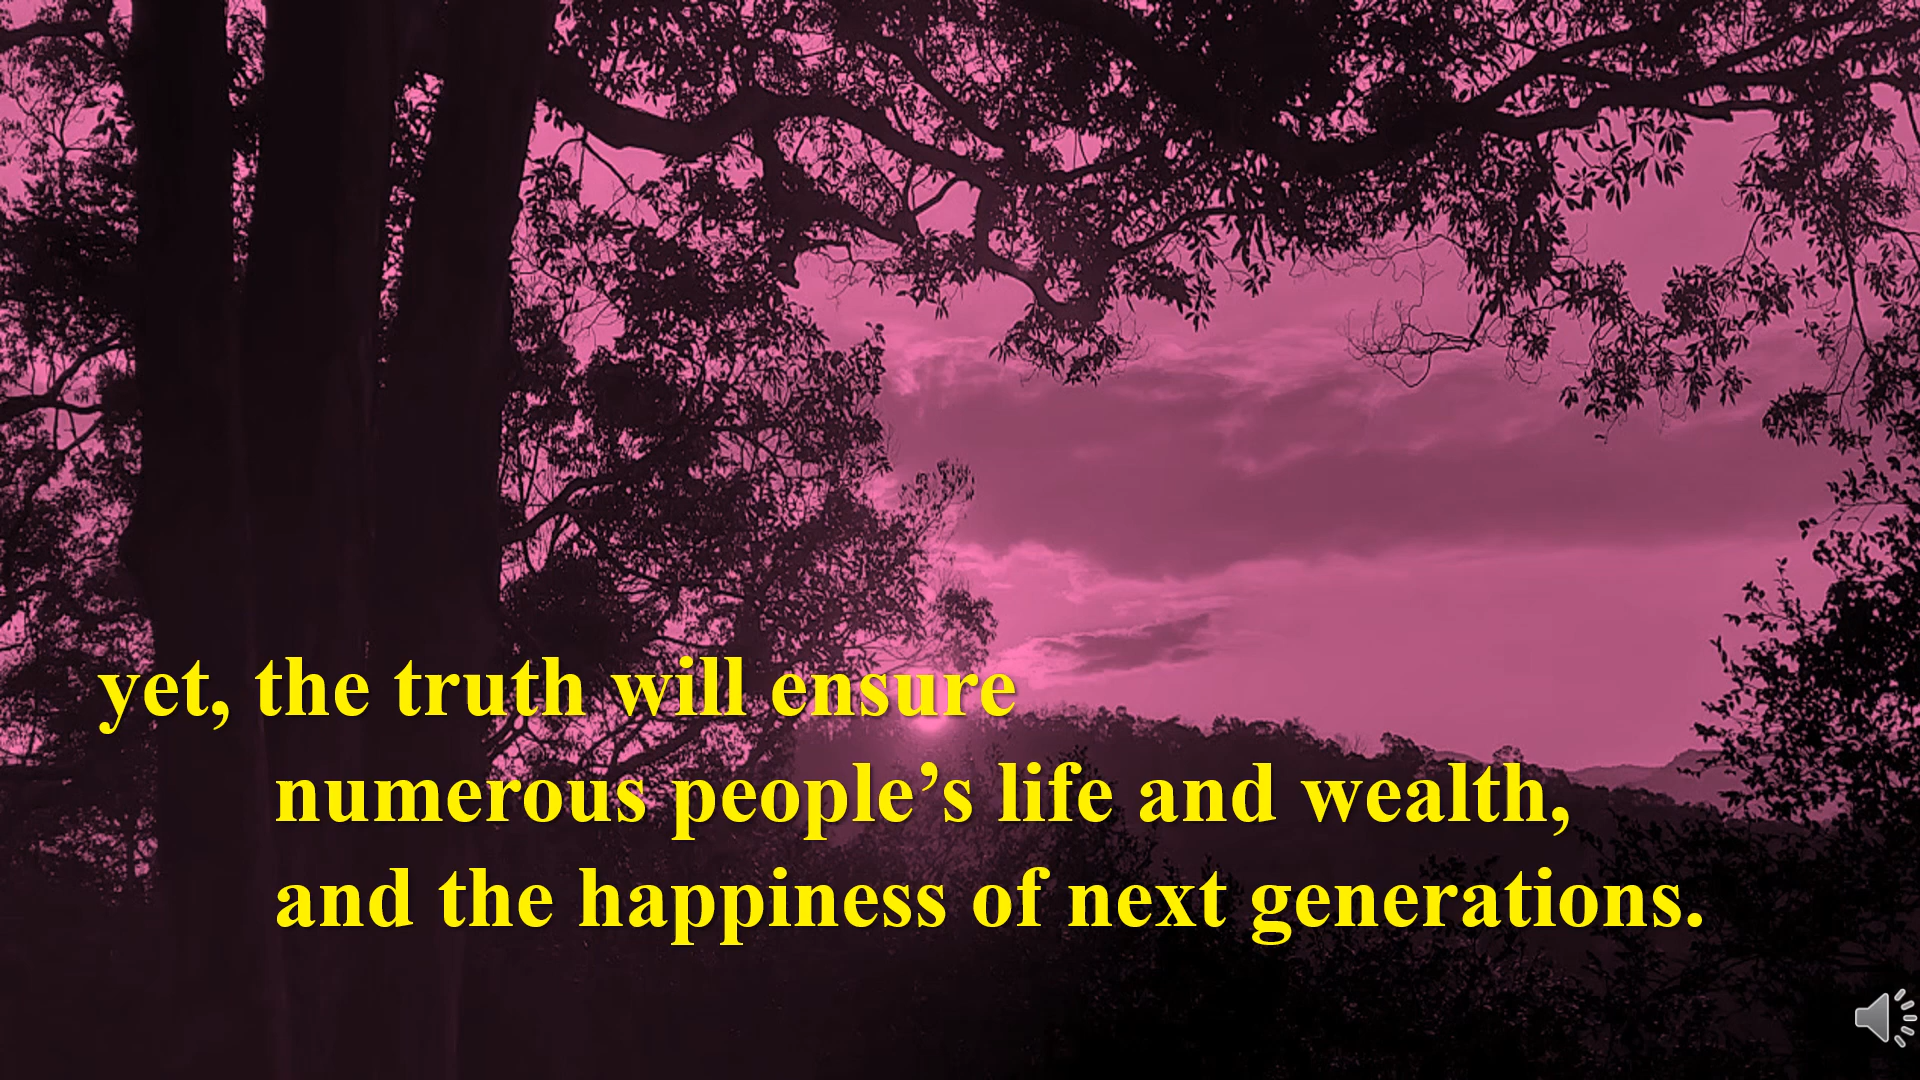 yet, the truth will ensure
numerous people’s life and wealth,
and the happiness of next generations.